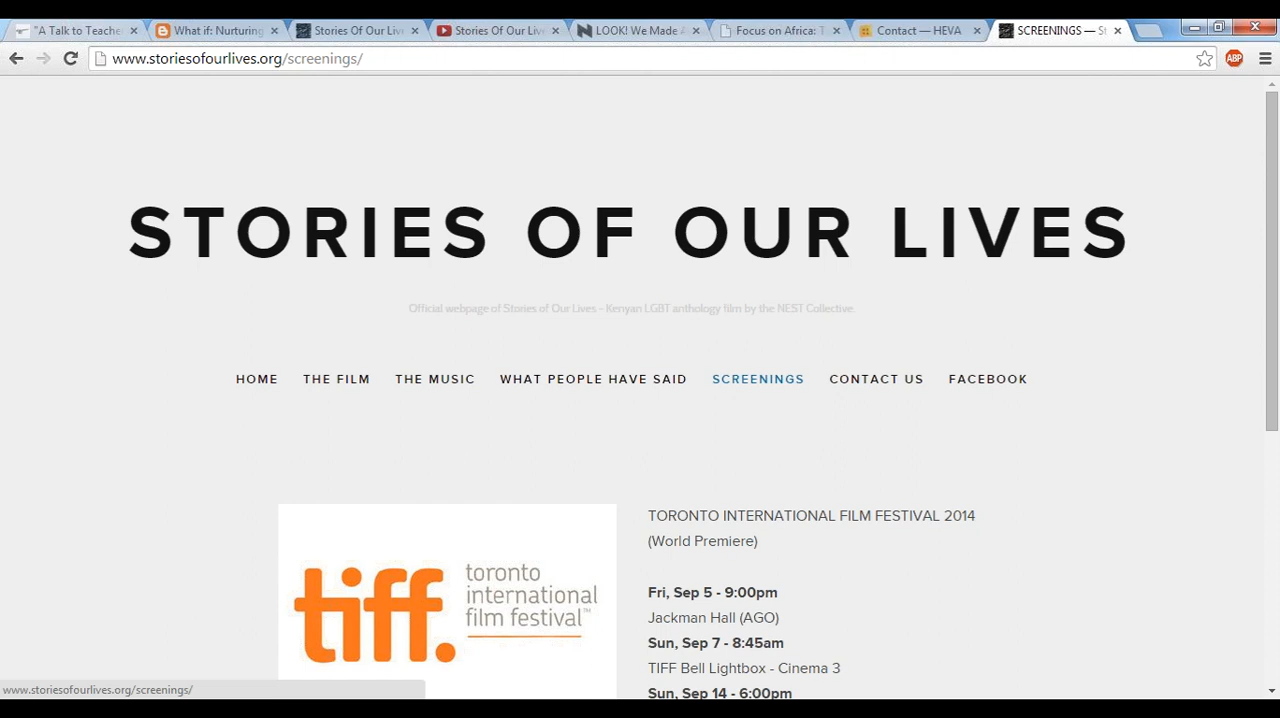 "A Talk to Teache
What if: Nurturing
Stories Of Our Liv
Stories Of Our Liv
LOOK! We Made A
Focus on Africa: T
Contact — HEVA
SCREENINGS — St
www.storiesofourlives.org/screenings/
ABP
STORIES OF OUR LIVES
Official webpage of Stories of Our Lives - Kenyan LGBT anthology film by the NEST Collective.
HOME THE FILM THE MUSIC WHAT PEOPLE HAVE SAID SCREENINGS CONTACT US FACEBOOK
tiff.
toronto
international
film festival™
TORONTO INTERNATIONAL FILM FESTIVAL 2014
(World Premiere)
Fri, Sep 5 - 9:00pm
Jackman Hall (AGO)
Sun, Sep 7 - 8:45am
TIFF Bell Lightbox - Cinema 3
Sun, Sep 14 - 6:00pm
www.storiesofourlives.org/screenings/